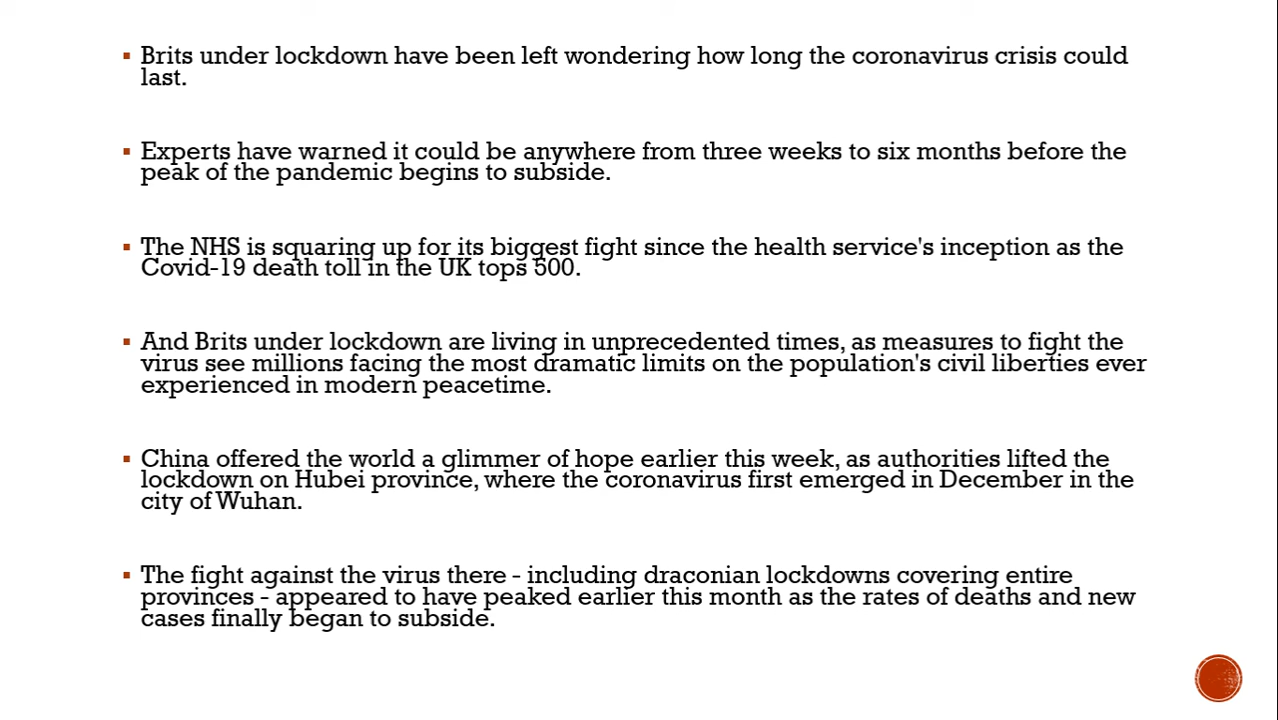 Brits under lockdown have been left wondering how long the coronavirus crisis could
last.
Experts have warned it could be anywhere from three weeks to six months before the
peak of the pandemic begins to subside.
The NHS is squaring up for its biggest fight since the health service's inception as the
Covid-19 death toll in the UK tops 500.
And Brits under lockdown are living in unprecedented times, as measures to fight the
virus see millions facing the most dramatic limits on the population's civil liberties ever
experienced in modern peacetime.
China offered the world a glimmer of hope earlier this week, as authorities lifted the
lockdown on Hubei province, where the coronavirus first emerged in December in the
city of Wuhan.
The fight against the virus there - including draconian lockdowns covering entire
provinces - appeared to have peaked earlier this month as the rates of deaths and new
cases finally began to subside.